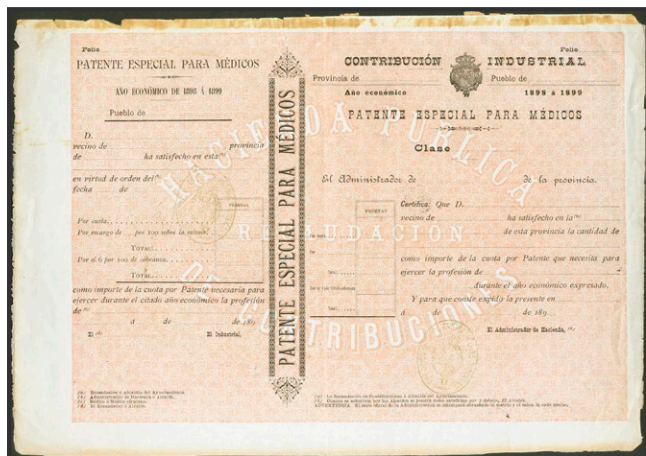 Folio
PATENTE ESPECIAL PARA MÉDICOS
AÑO ECONÓMICO DE 1898 Á 1899
Pueblo de
D.
vecino de provincia
de ha satisfecho en esta
en virtud de orden del
fecha de
PESETAS
Por cuota
Por recargo de por 100 sobre la misma
TOTAL
Por el 6 por 100 de cobranza
TOTAL
como importe de la cuota por Patente necesaria para
ejercer durante el citado año económico la profesión
de
á de de 189
El El Industrial,
PATENTE ESPECIAL PARA MÉDICOS
Folio
CONTRIBUCIÓN INDUSTRIAL
Provincia de Pueblo de
Año económico 1898 á 1899
PATENTE ESPECIAL PARA MÉDICOS
Clase
El Administrador de de la provincia.
PESETAS
Certifica: Que D.
vecino de ha satisfecho en la
de esta provincia la cantidad de
como importe de la cuota por Patente que necesita para
ejercer la profesión de
durante el año económico expresado.
Y para que conste expido la presente en
á de de 189
El Administrador de Hacienda,
HACIENDA PUBLICA
RECAUDACION
DE CONTRIBUCIONES